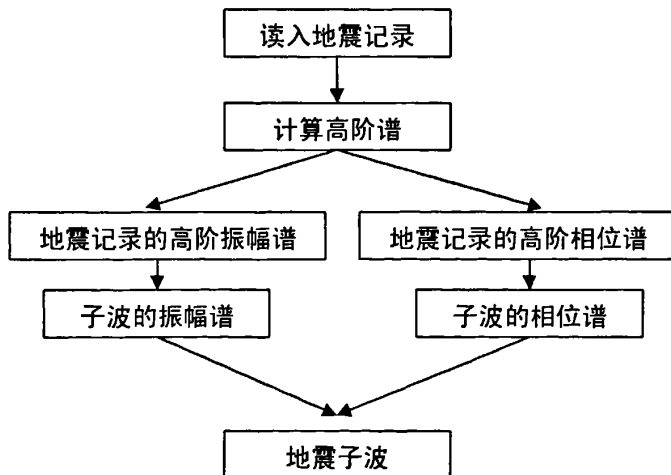 读入地震记录
计算高阶谱
地震记录的高阶振幅谱
地震记录的高阶相位谱
子波的振幅谱
子波的相位谱
地震子波